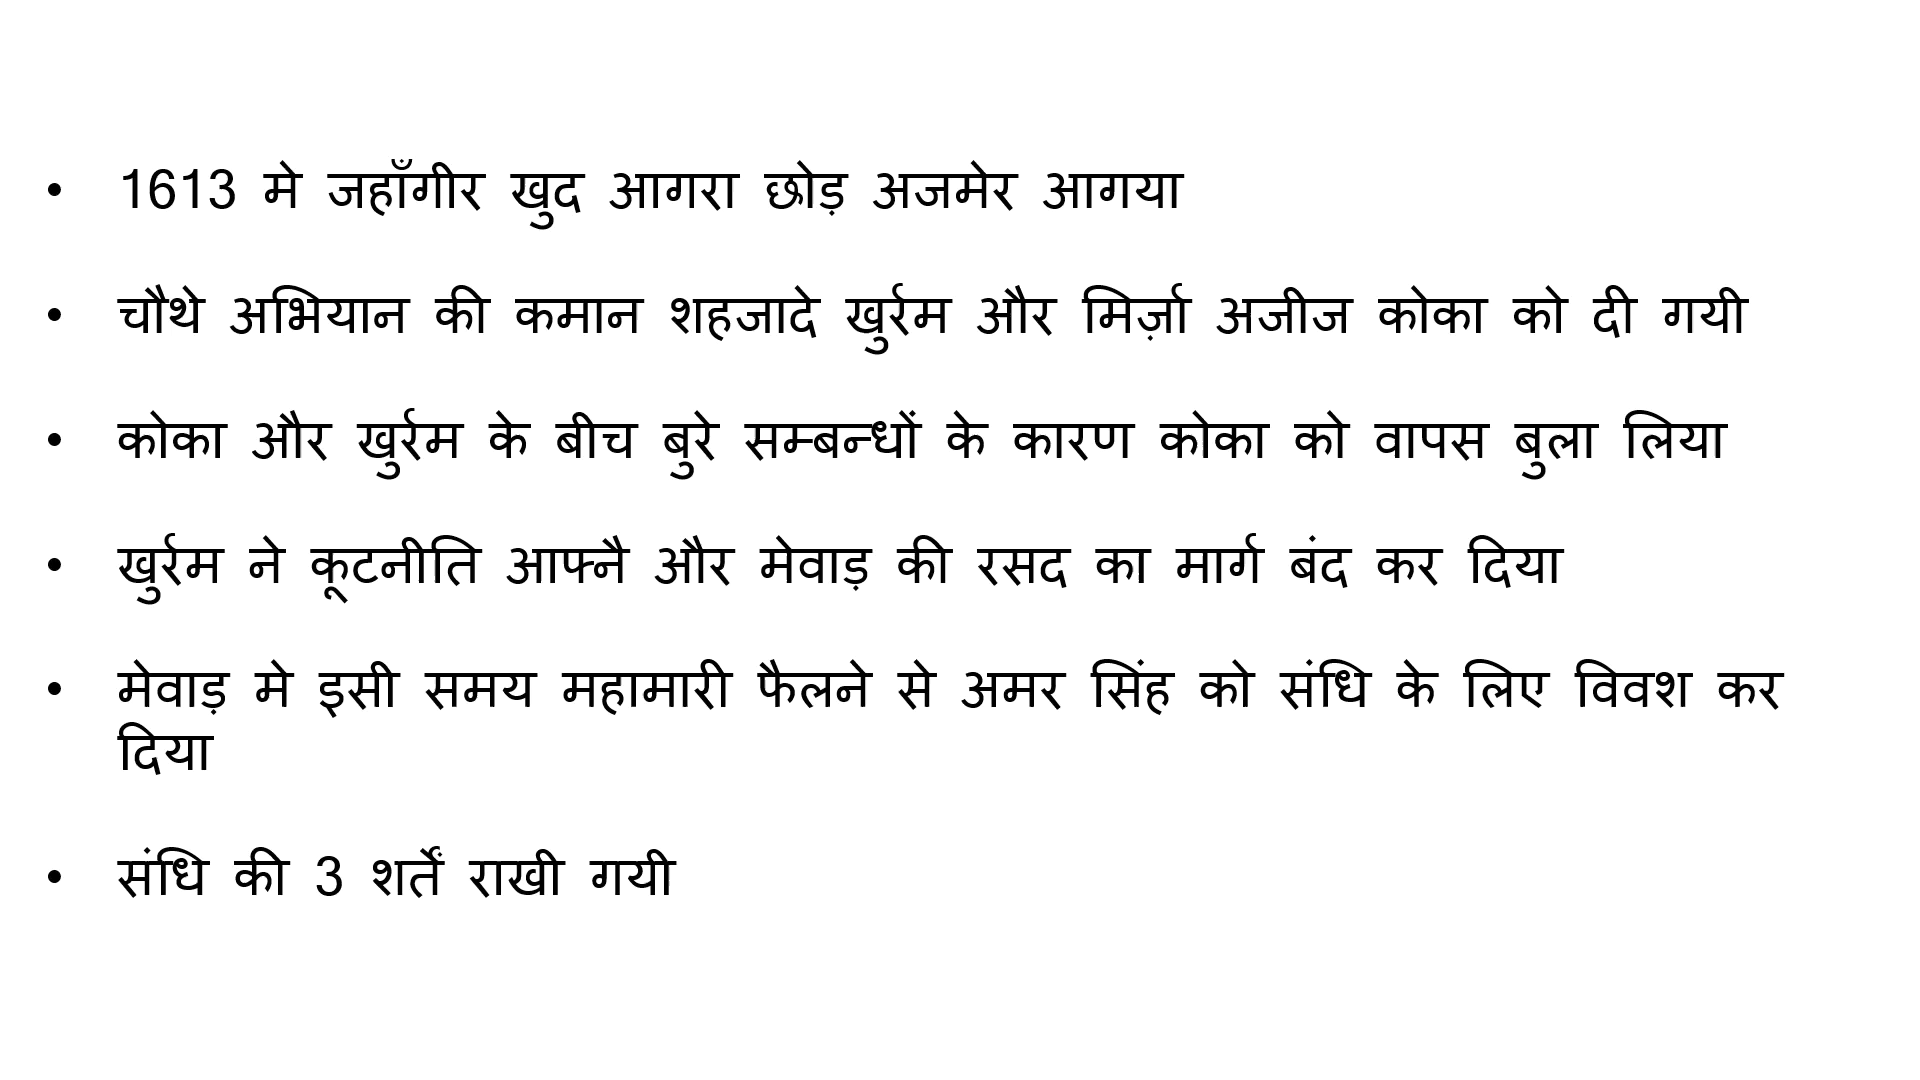 • 1613 मे जहाँगीर खुद आगरा छोड़ अजमेर आगया
• चौथे अभियान की कमान शहजादे खुर्रम और मिर्ज़ा अजीज कोका को दी गयी
• कोका और खुर्रम के बीच बुरे सम्बन्धों के कारण कोका को वापस बुला लिया
• खुर्रम ने कूटनीति आफ्नै और मेवाड़ की रसद का मार्ग बंद कर दिया
• मेवाड़ मे इसी समय महामारी फैलने से अमर सिंह को संधि के लिए विवश कर
दिया
• संधि की 3 शर्तें राखी गयी